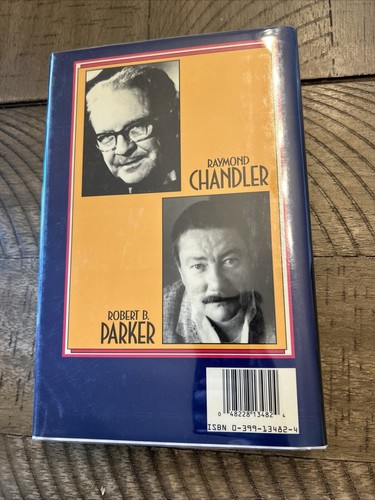 RAYMOND
CHANDLER
ROBERT B.
PARKER
0 48228 13482 4
ISBN 0-399-13482-4